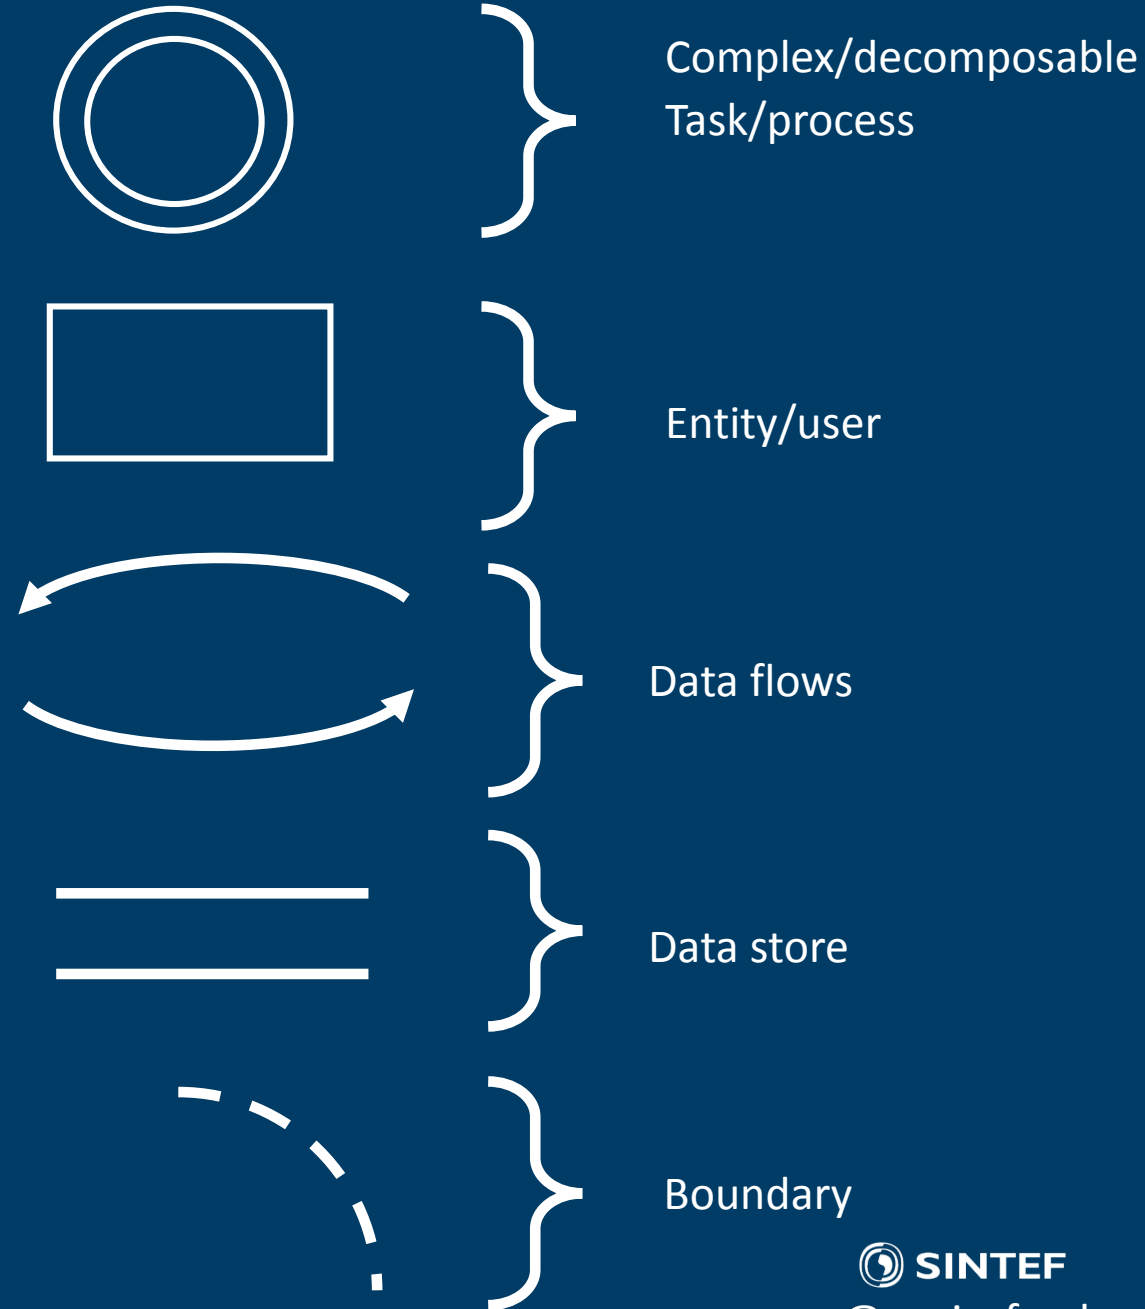 Complex/decomposable
Task/process
Entity/user
Data flows
Data store
Boundary
SINTEF